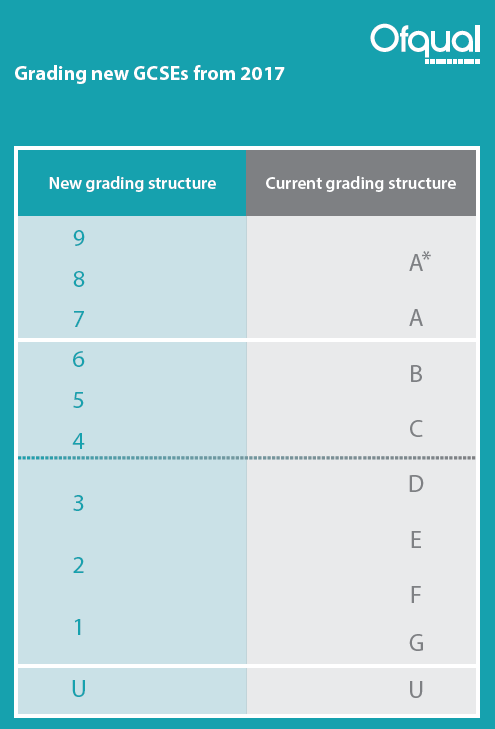 Ofqual
Grading new GCSEs from 2017
New grading structure
Current grading structure
9
8
7
A*
A
6
5
4
B
C
3
2
1
D
E
F
G
U
U